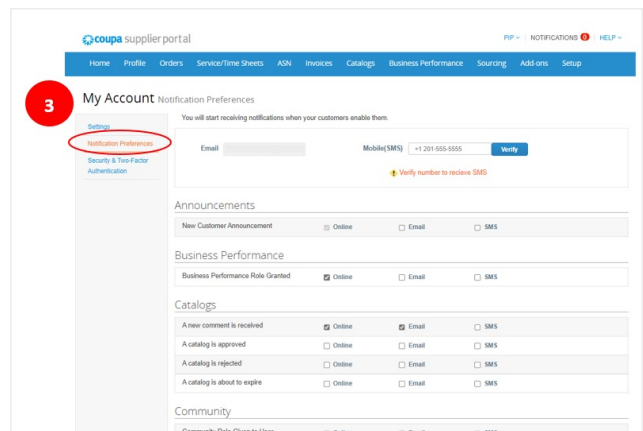 coupa supplier portal
PIP NOTIFICATIONS 0 HELP
Home Profile Orders Service/Time Sheets ASN Invoices Catalogs Business Performance Sourcing Add-ons Setup
3
My Account Notification Preferences
You will start receiving notifications when your customers enable them.
Settings
Notification Preferences
Security & Two-Factor
Authentication
Email
Mobile(SMS) +1 201-555-5555 Verify
Verify number to recieve SMS
Announcements
New Customer Announcement Online Email SMS
Business Performance
Business Performance Role Granted Online Email SMS
Catalogs
A new comment is received Online Email SMS
A catalog is approved Online Email SMS
A catalog is rejected Online Email SMS
A catalog is about to expire Online Email SMS
Community